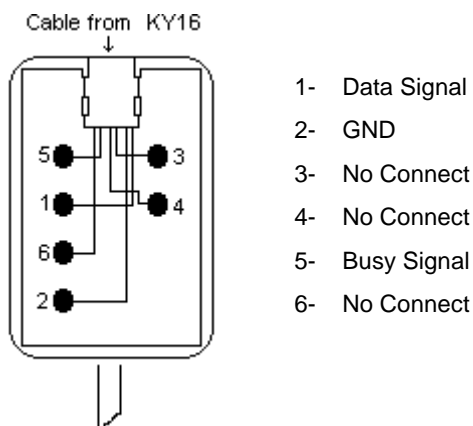 Cable from KY16
5
3
1
4
6
2
1- Data Signal
2- GND
3- No Connect
4- No Connect
5- Busy Signal
6- No Connect